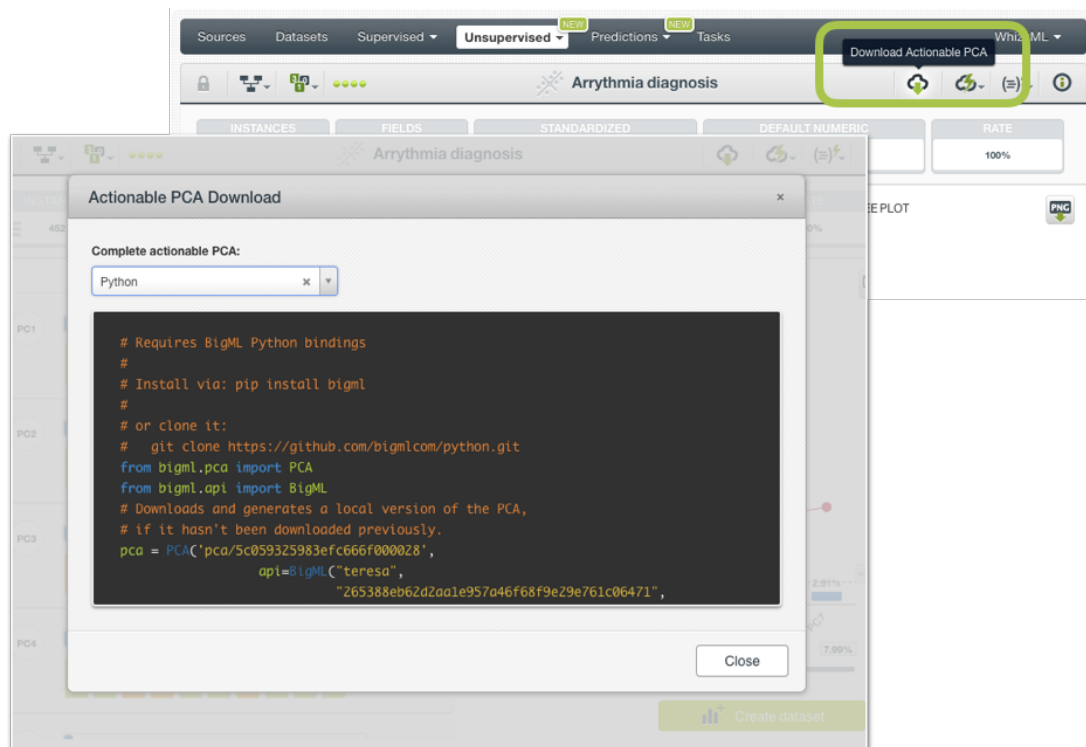 NEW NEW
Sources Datasets Supervised Unsupervised Predictions Tasks
Download Actionable PCA
Arrythmia diagnosis
INSTANCES FIELDS STANDARDIZED DEFAULT NUMERIC RATE
100%
PNG
Arrythmia diagnosis
452
Actionable PCA Download
Complete actionable PCA:
Python
# Requires BigML Python bindings
#
# Install via: pip install bigml
#
# or clone it:
#   git clone https://github.com/bigmlcom/python.git
from bigml.pca import PCA
from bigml.api import BigML
# Downloads and generates a local version of the PCA,
# if it hasn't been downloaded previously.
pca = PCA('pca/5c059325983efc666f000028',
api=BigML("teresa",
"265388eb62d2aa1e957a46f68f9e29e761c06471",
Close
PC1
PC2
PC3
PC4
2.91%
PC7
7.99%
Create dataset